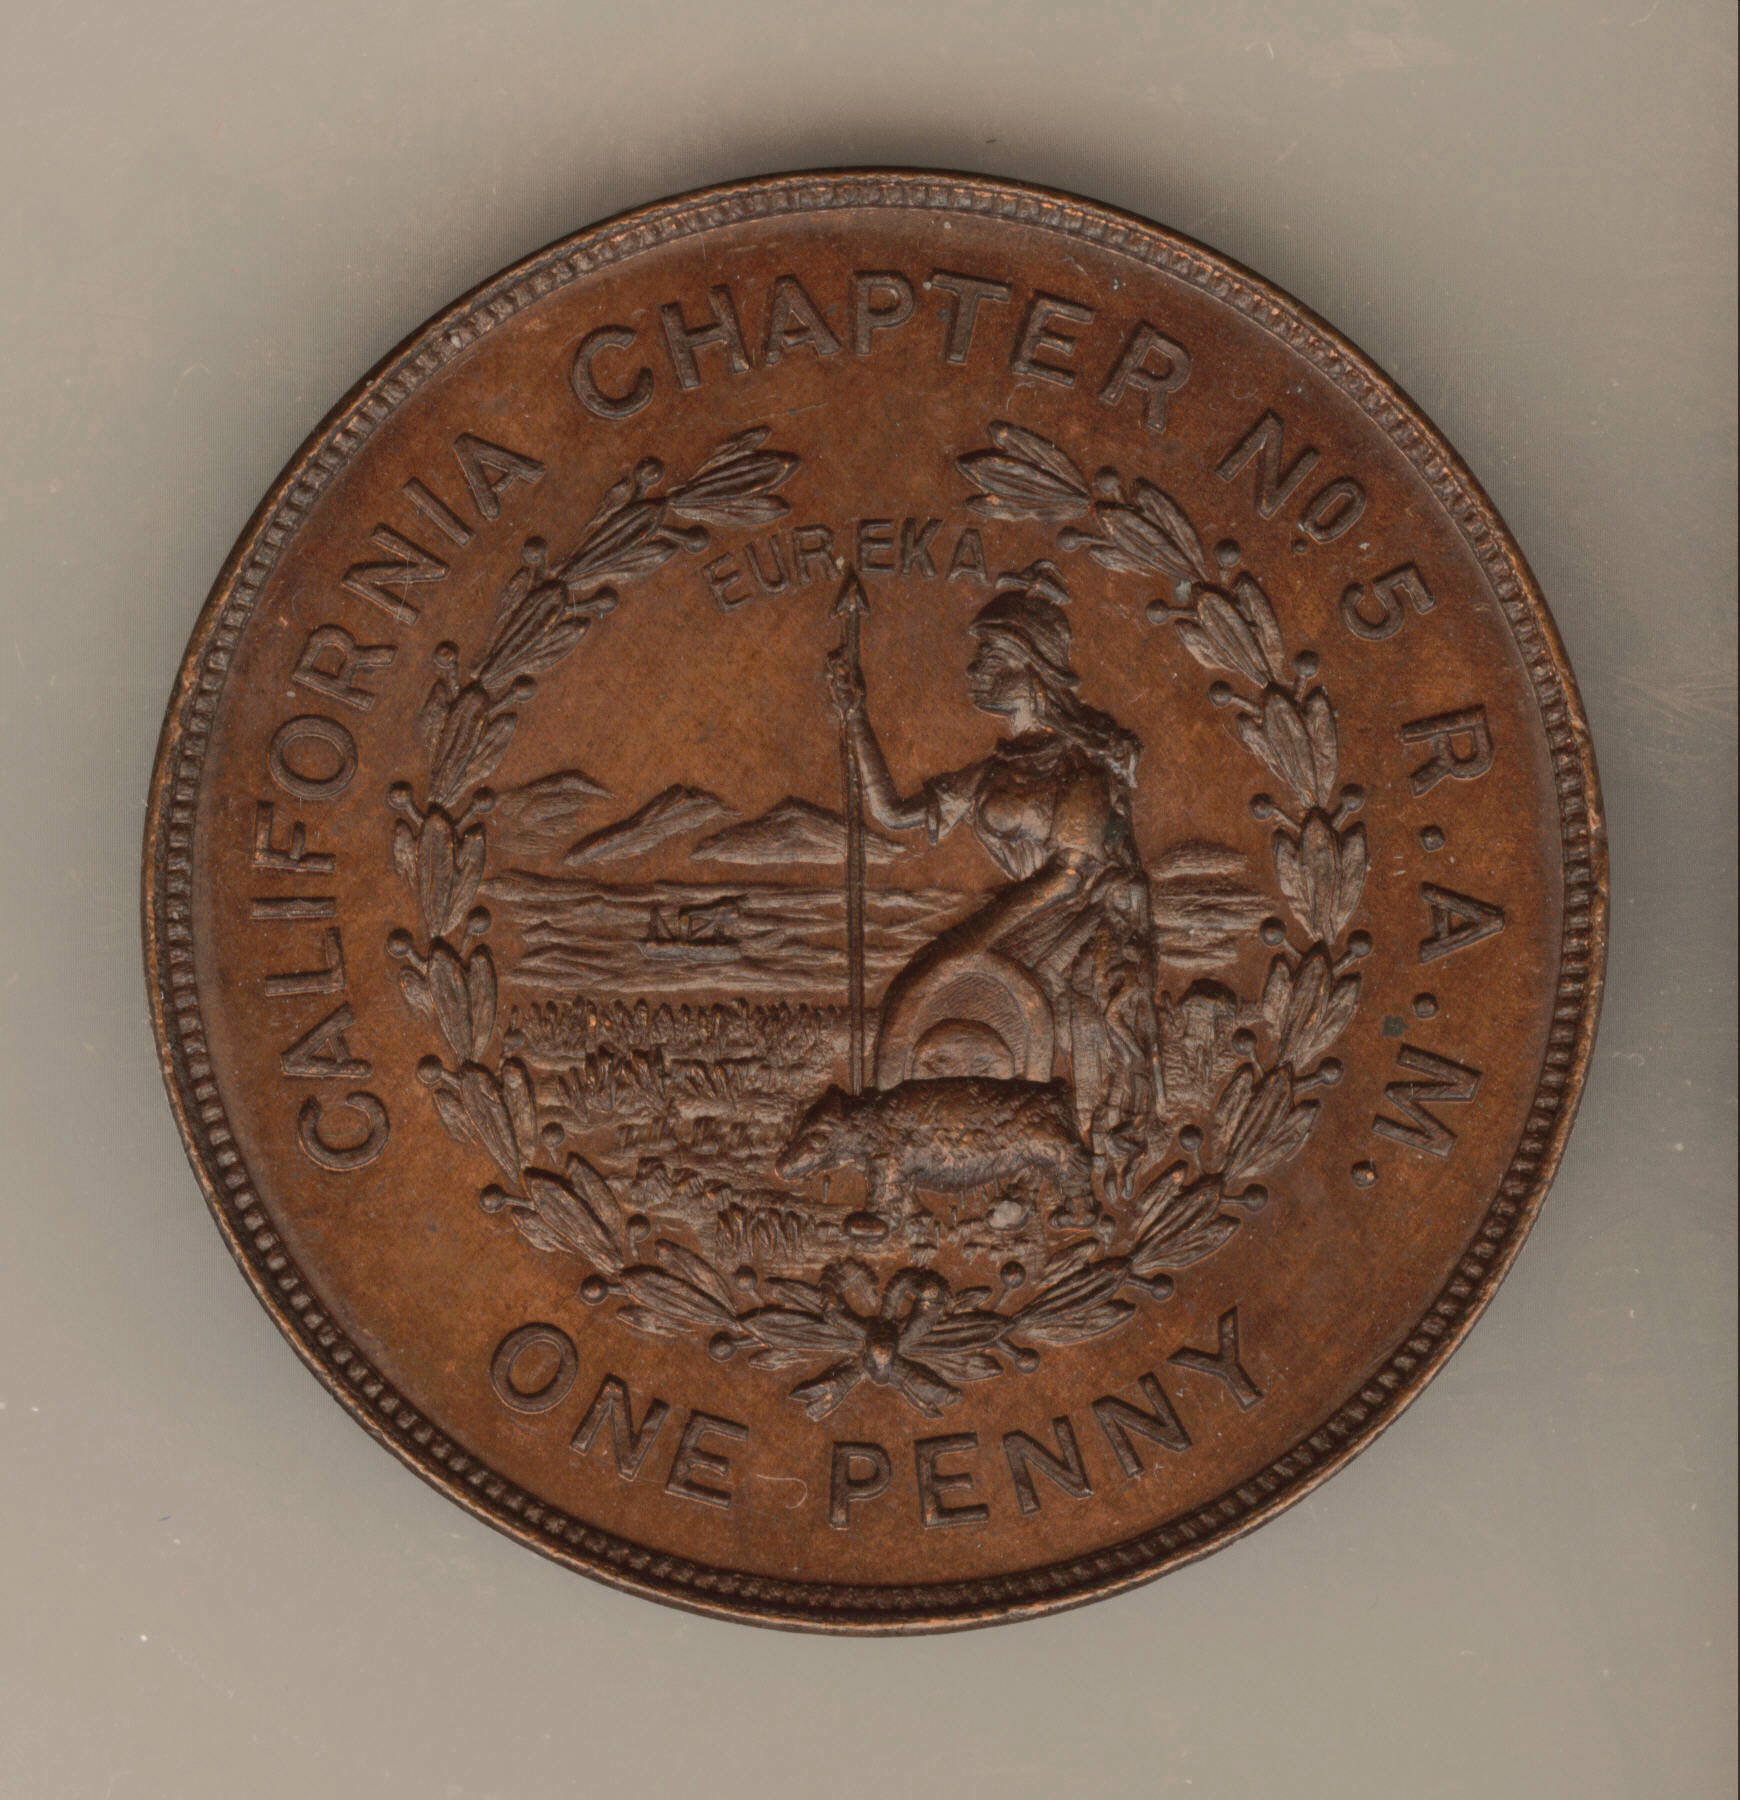 CALIFORNIA CHAPTER No. 5 R.A.M.
EUREKA
ONE PENNY